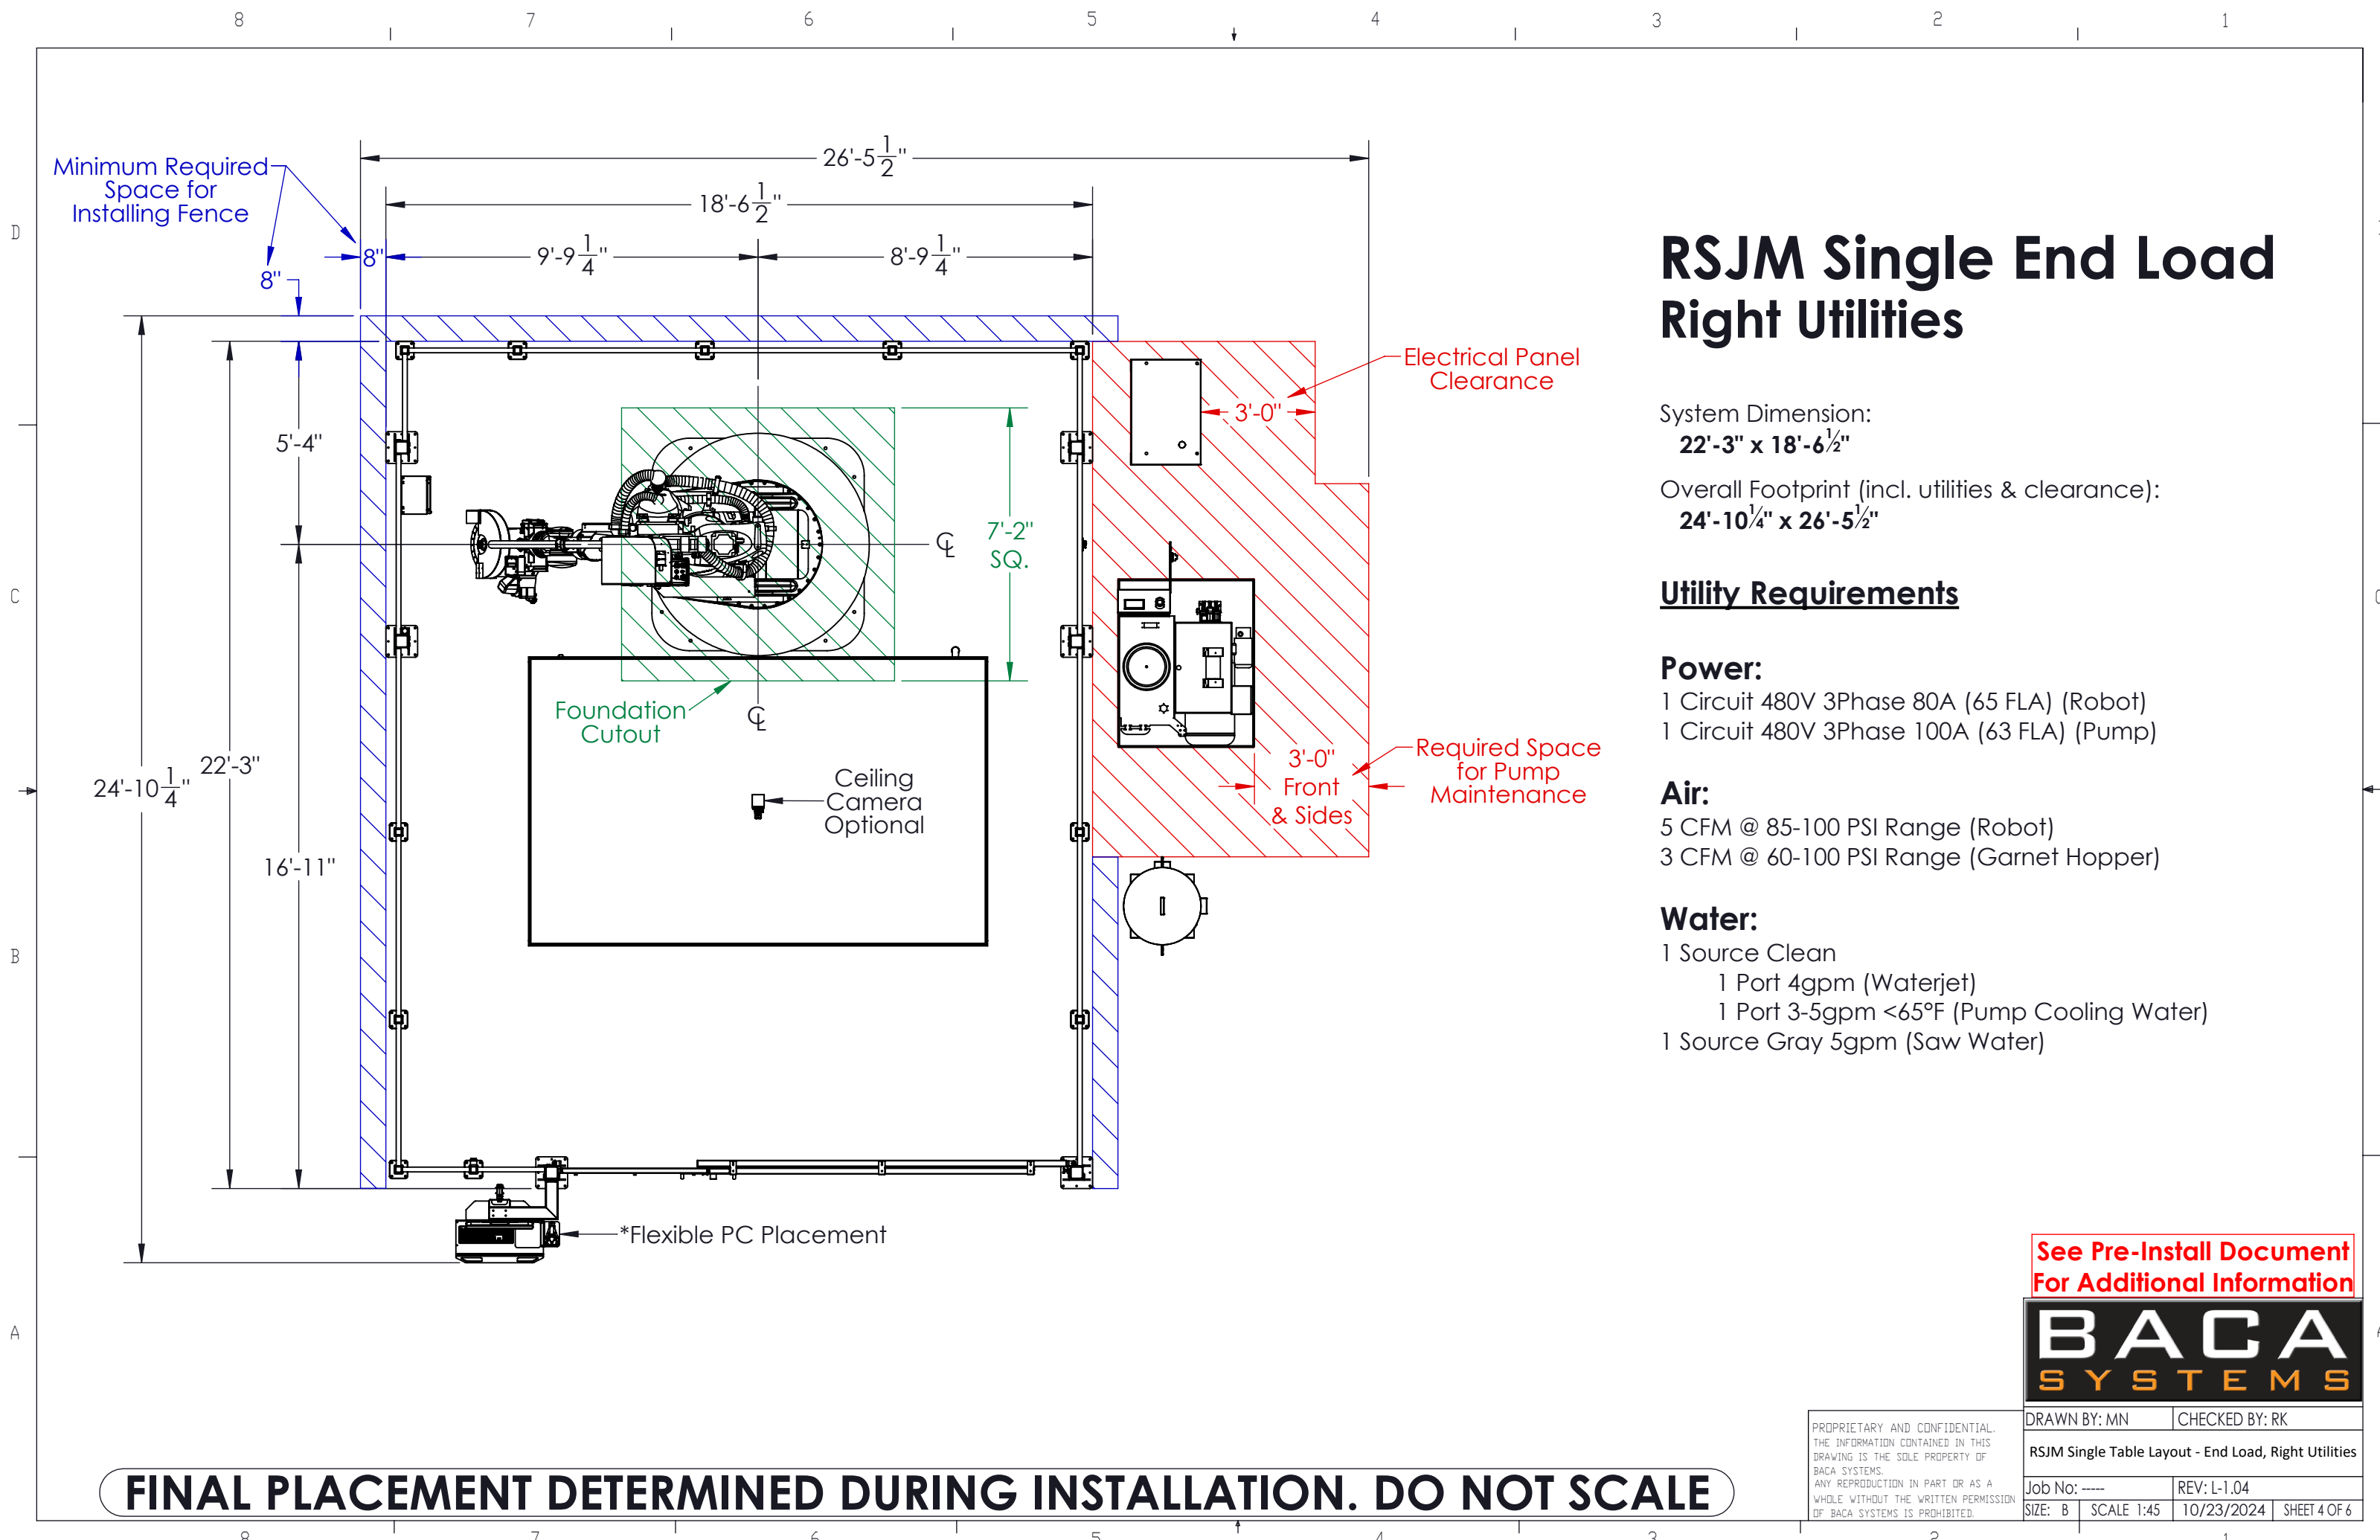 8 7 6 5 4 3 2 1
D
C
B
A
Minimum Required
Space for
Installing Fence
8"
8"
26'-5 1/2"
18'-6 1/2"
9'-9 1/4"
8'-9 1/4"
5'-4"
22'-3"
24'-10 1/4"
16'-11"
7'-2"
SQ.
℄
℄
Foundation
Cutout
Ceiling
Camera
Optional
Electrical Panel
Clearance
3'-0"
Required Space
for Pump
Maintenance
3'-0"
Front
& Sides
*Flexible PC Placement
RSJM Single End Load
Right Utilities
System Dimension:
22'-3" x 18'-6½"
Overall Footprint (incl. utilities & clearance):
24'-10¼" x 26'-5½"
Utility Requirements
Power:
1 Circuit 480V 3Phase 80A (65 FLA) (Robot)
1 Circuit 480V 3Phase 100A (63 FLA) (Pump)
Air:
5 CFM @ 85-100 PSI Range (Robot)
3 CFM @ 60-100 PSI Range (Garnet Hopper)
Water:
1 Source Clean
1 Port 4gpm (Waterjet)
1 Port 3-5gpm <65°F (Pump Cooling Water)
1 Source Gray 5gpm (Saw Water)
See Pre-Install Document
For Additional Information
BACA
SYSTEMS
DRAWN BY: MN
CHECKED BY: RK
RSJM Single Table Layout - End Load, Right Utilities
Job No: -----
REV: L-1.04
SIZE: B
SCALE 1:45
10/23/2024
SHEET 4 OF 6
PROPRIETARY AND CONFIDENTIAL.
THE INFORMATION CONTAINED IN THIS
DRAWING IS THE SOLE PROPERTY OF
BACA SYSTEMS.
ANY REPRODUCTION IN PART OR AS A
WHOLE WITHOUT THE WRITTEN PERMISSION
OF BACA SYSTEMS IS PROHIBITED.
FINAL PLACEMENT DETERMINED DURING INSTALLATION. DO NOT SCALE
8 7 6 5 4 3 2 1